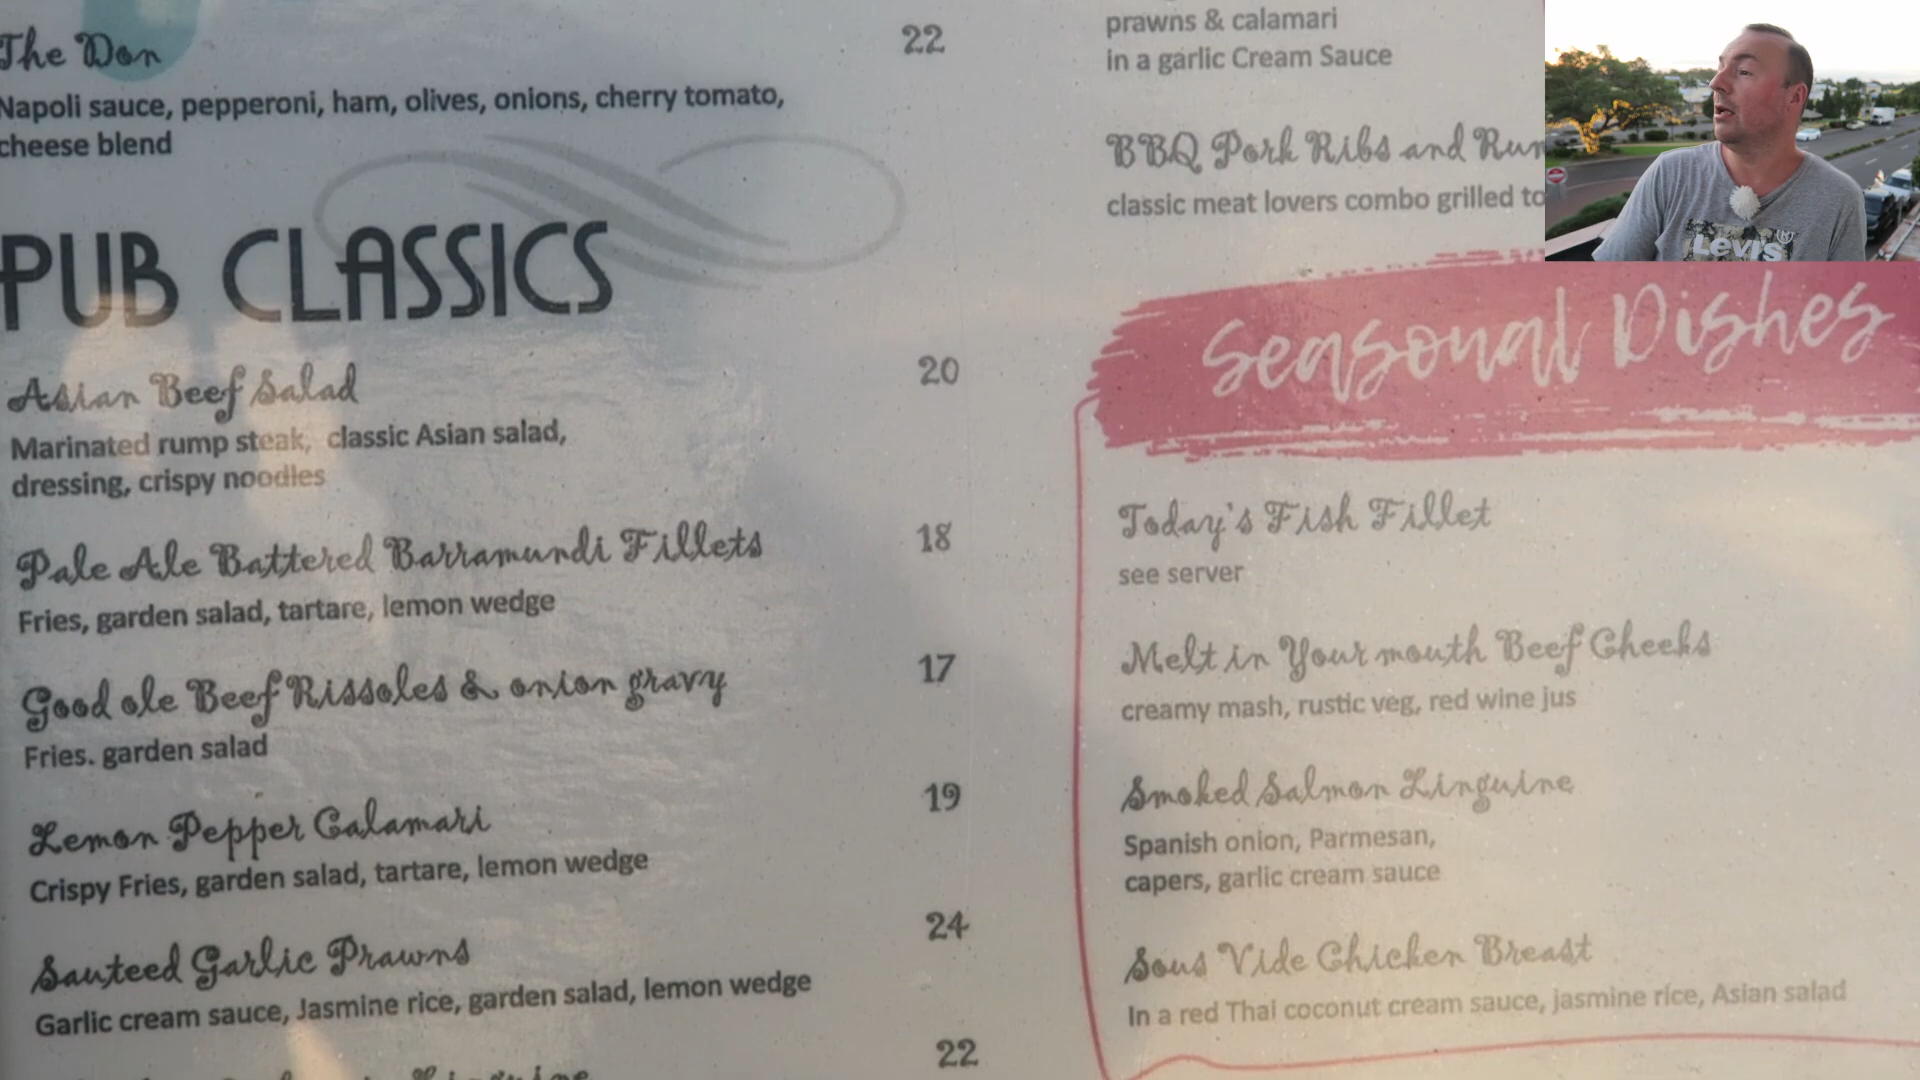 The Don 22
Napoli sauce, pepperoni, ham, olives, onions, cherry tomato,
cheese blend
PUB CLASSICS
Asian Beef Salad 20
Marinated rump steak, classic Asian salad,
dressing, crispy noodles
Pale Ale Battered Barramundi Fillets 18
Fries, garden salad, tartare, lemon wedge
Good ole Beef Rissoles & onion gravy 17
Fries. garden salad
Lemon Pepper Calamari 19
Crispy Fries, garden salad, tartare, lemon wedge
Sauteed Garlic Prawns 24
Garlic cream sauce, Jasmine rice, garden salad, lemon wedge
22
prawns & calamari
in a garlic Cream Sauce
BBQ Pork Ribs and
classic meat lovers combo grilled to
Seasonal Dishes
Today's Fish Fillet
see server
Melt in Your mouth Beef Cheeks
creamy mash, rustic veg, red wine jus
Smoked Salmon Linguine
Spanish onion, Parmesan,
capers, garlic cream sauce
Sous Vide Chicken Breast
In a red Thai coconut cream sauce, jasmine rice, Asian salad
Levi's